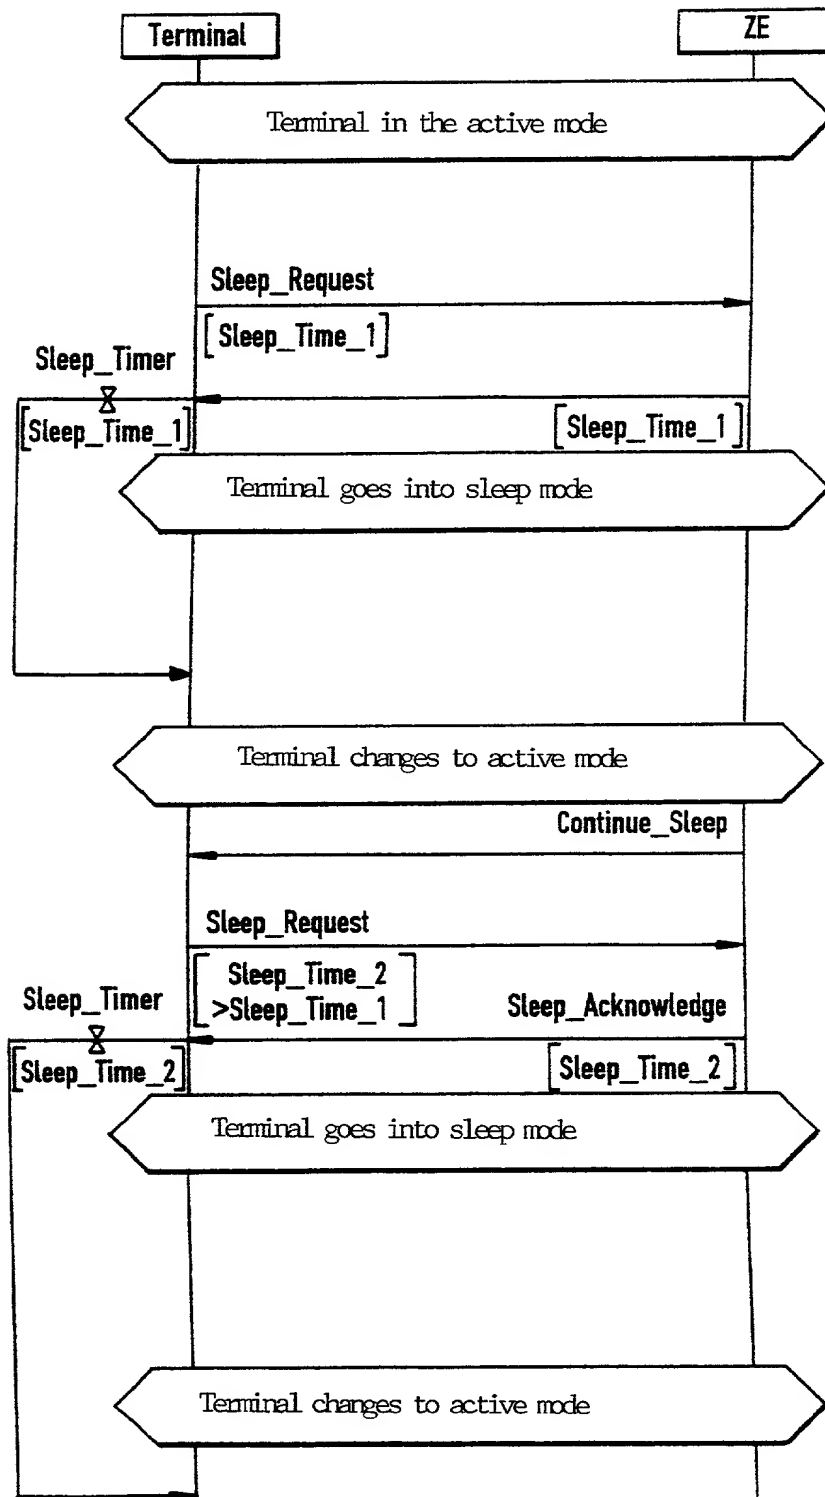 Terminal
ZE
Terminal in the active mode
Sleep_Request
[Sleep_Time_1]
Sleep_Timer
[Sleep_Time_1]
[Sleep_Time_1]
Terminal goes into sleep mode
Terminal changes to active mode
Continue_Sleep
Sleep_Request
[Sleep_Time_2
>Sleep_Time_1]
Sleep_Timer
Sleep_Acknowledge
[Sleep_Time_2]
[Sleep_Time_2]
Terminal goes into sleep mode
Terminal changes to active mode